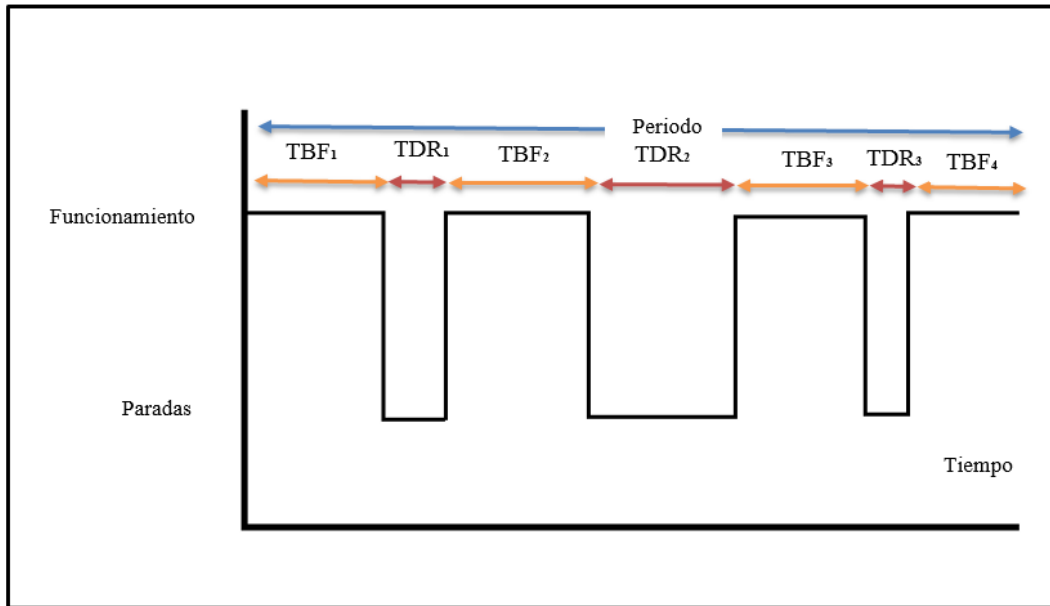 Periodo
TBF₁ TDR₁ TBF₂ TDR₂ TBF₃ TDR₃ TBF₄
Funcionamiento
Paradas
Tiempo